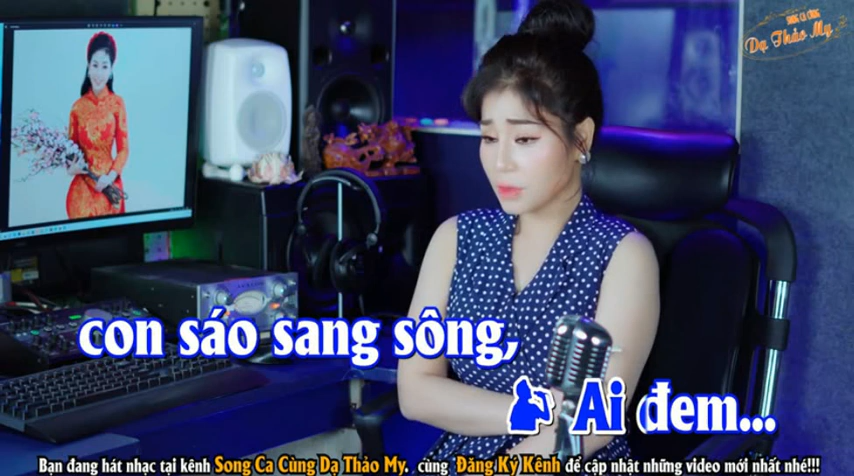 SONG CA CÙNG
Dạ Thảo My
con sáo sang sông,
Ai đem...
Bạn đang hát nhạc tại kênh Song Ca Cùng Dạ Thảo My, cùng Đăng Ký Kênh để cập nhật những video mới nhất nhé!!!